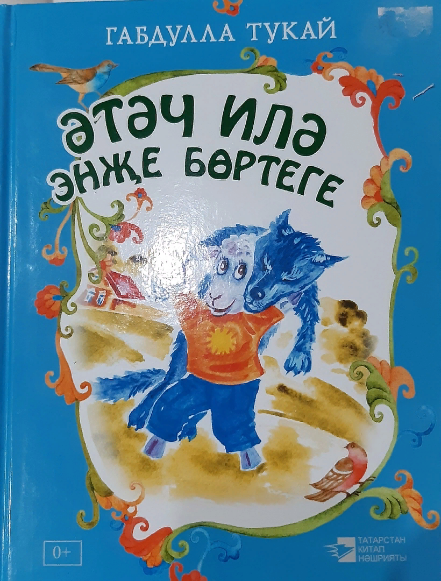 ГАБДУЛЛА ТУКАЙ
ӘТӘЧ ИЛӘ
ЭНҖЕ БӨРТЕГЕ
0+
ТАТАРСТАН
КИТАП
НӘШРИЯТЫ